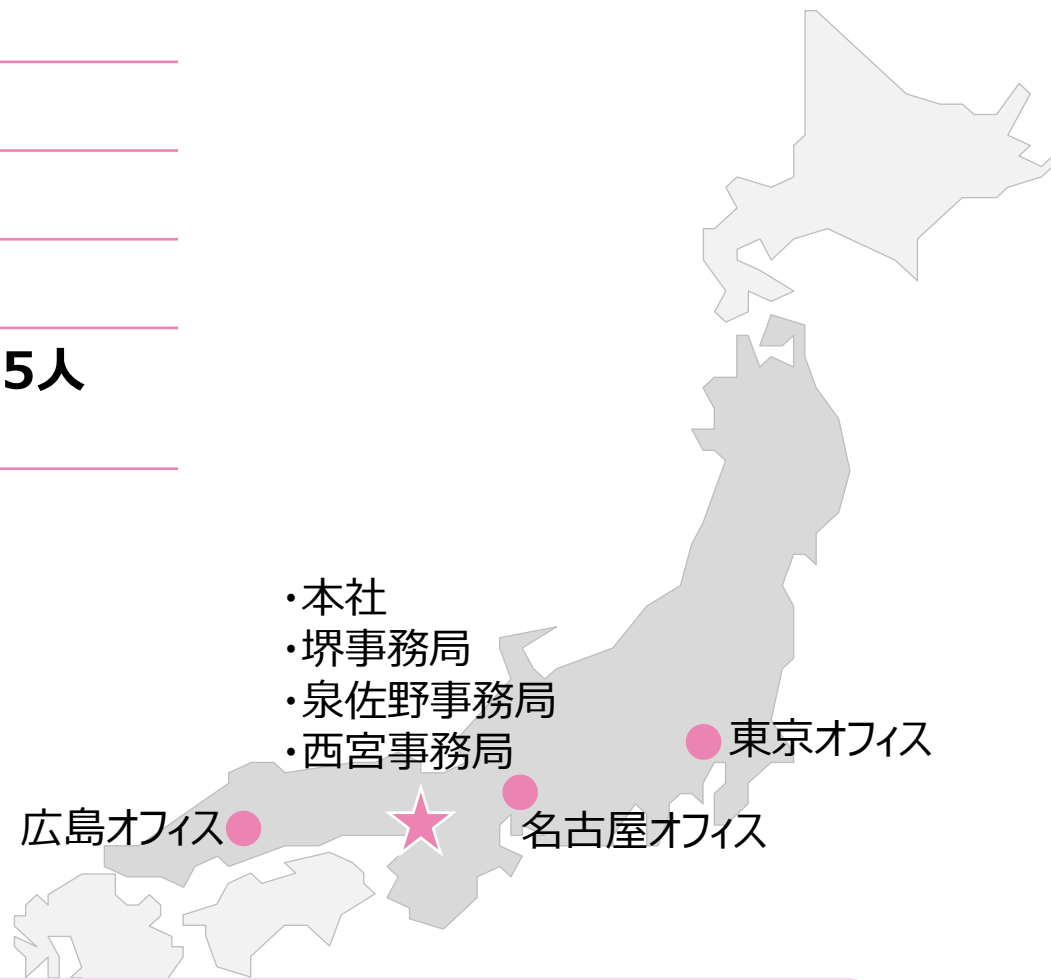 5人
・本社
・堺事務局
・泉佐野事務局
・西宮事務局
東京オフィス
広島オフィス
名古屋オフィス